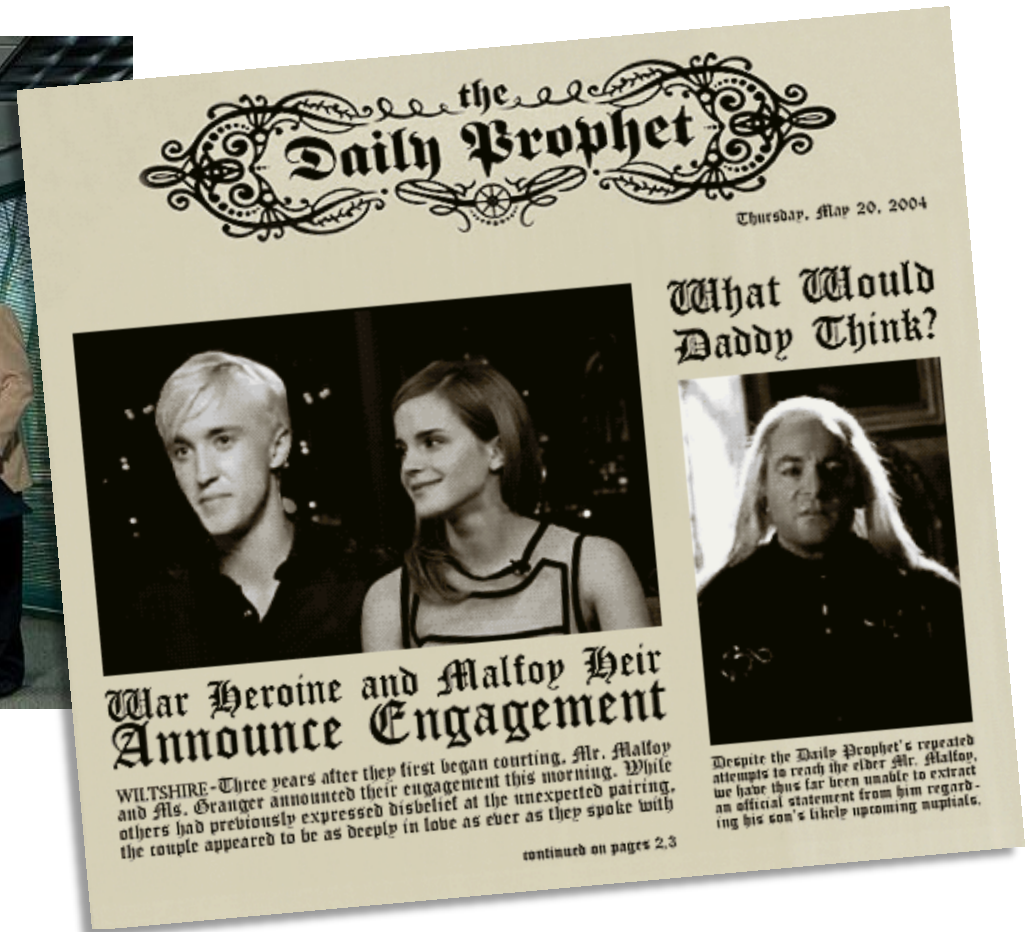 the
Daily Prophet
Thursday, May 20, 2004
War Heroine and Malfoy Heir
Announce Engagement
WILTSHIRE-Three years after they first began courting, Mr. Malfoy
and Ms. Granger announced their engagement this morning. While
others had previously expressed disbelief at the unexpected pairing,
the couple appeared to be as deeply in love as ever as they spoke with
continued on pages 2,3
What Would
Daddy Think?
Despite the Daily Prophet's repeated
attempts to reach the elder Mr. Malfoy,
we have thus far been unable to extract
an official statement from him regard-
ing his son's likely upcoming nuptials.